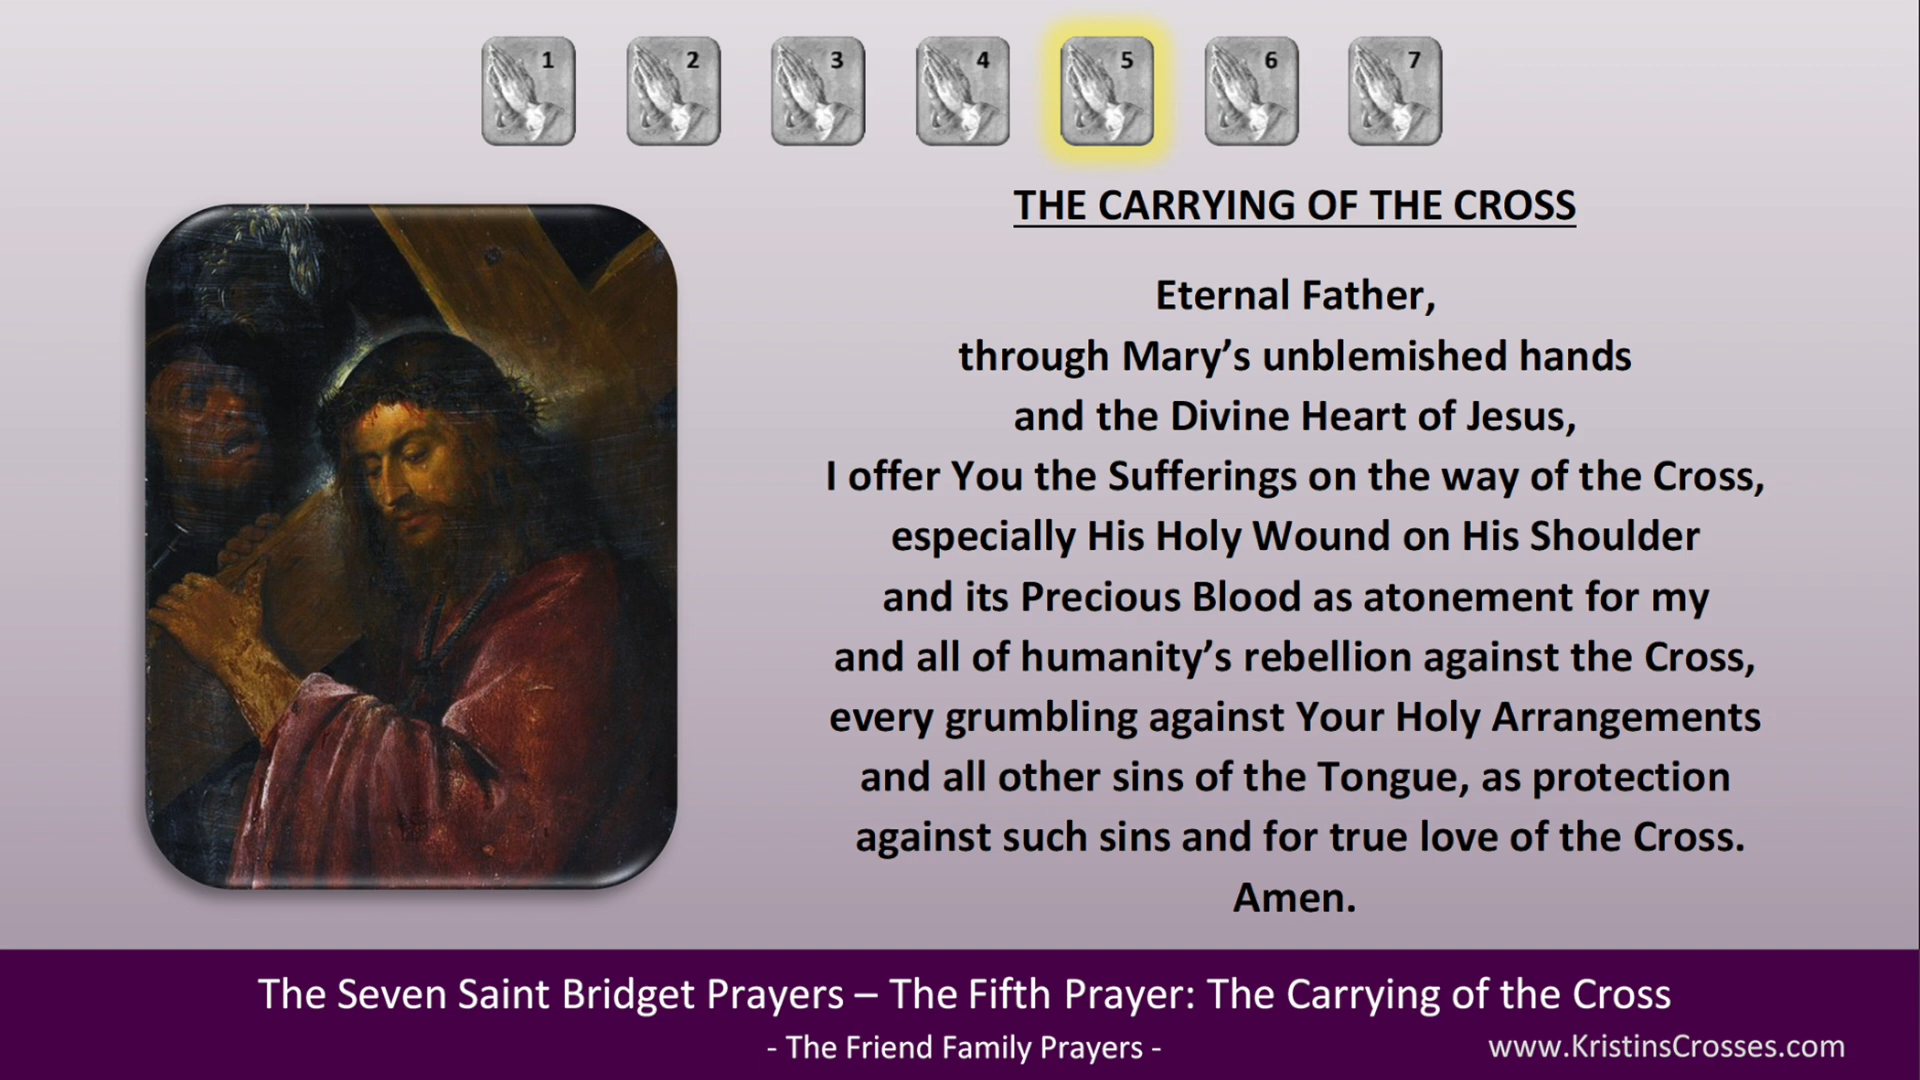 1 2 3 4 5 6 7
THE CARRYING OF THE CROSS
Eternal Father,
through Mary’s unblemished hands
and the Divine Heart of Jesus,
I offer You the Sufferings on the way of the Cross,
especially His Holy Wound on His Shoulder
and its Precious Blood as atonement for my
and all of humanity’s rebellion against the Cross,
every grumbling against Your Holy Arrangements
and all other sins of the Tongue, as protection
against such sins and for true love of the Cross.
Amen.
The Seven Saint Bridget Prayers – The Fifth Prayer: The Carrying of the Cross
- The Friend Family Prayers -
www.KristinsCrosses.com